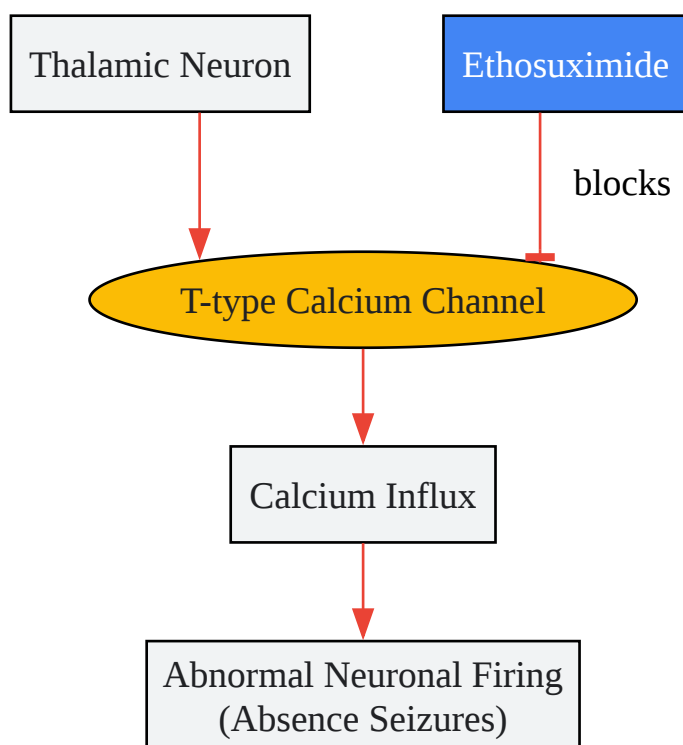 Thalamic Neuron
Ethosuximide
blocks
T-type Calcium Channel
Calcium Influx
Abnormal Neuronal Firing
(Absence Seizures)